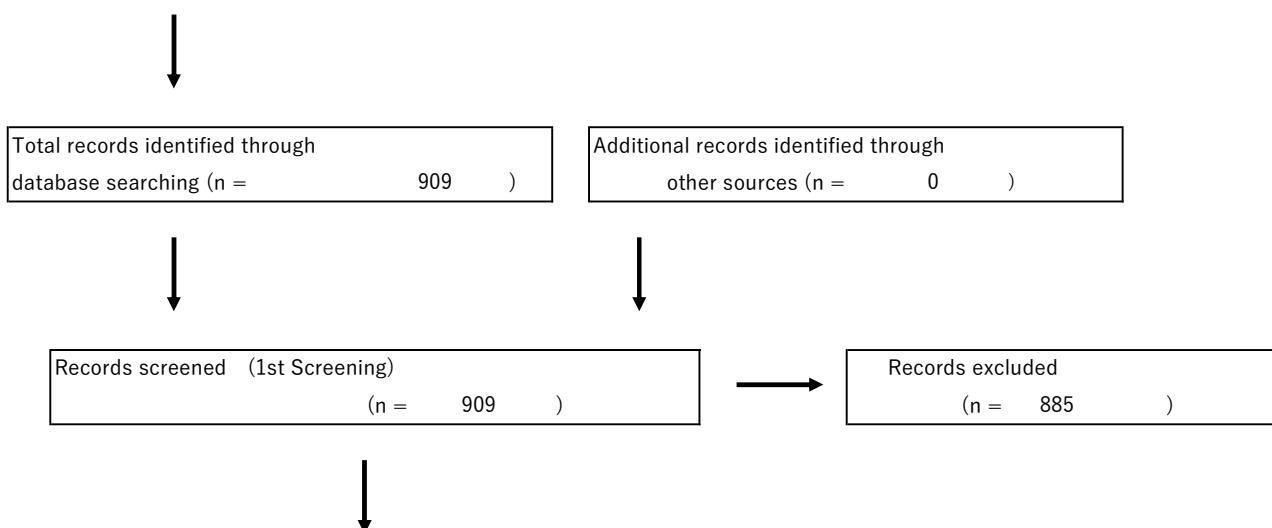 Total records identified through
database searching (n = 909 )
Additional records identified through
other sources (n = 0 )
Records screened (1st Screening)
(n = 909 )
Records excluded
(n = 885 )